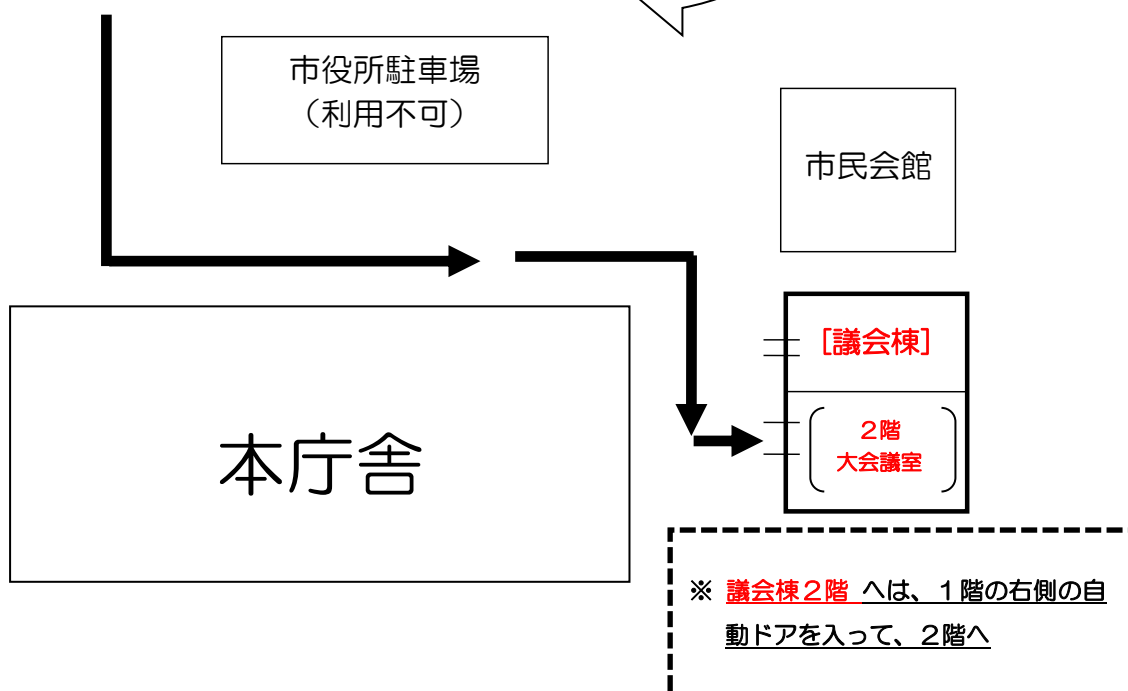 市役所駐車場
（利用不可）
市民会館
［議会棟］
２階
大会議室
本庁舎
※ 議会棟２階 へは、１階の右側の自
動ドアを入って、２階へ